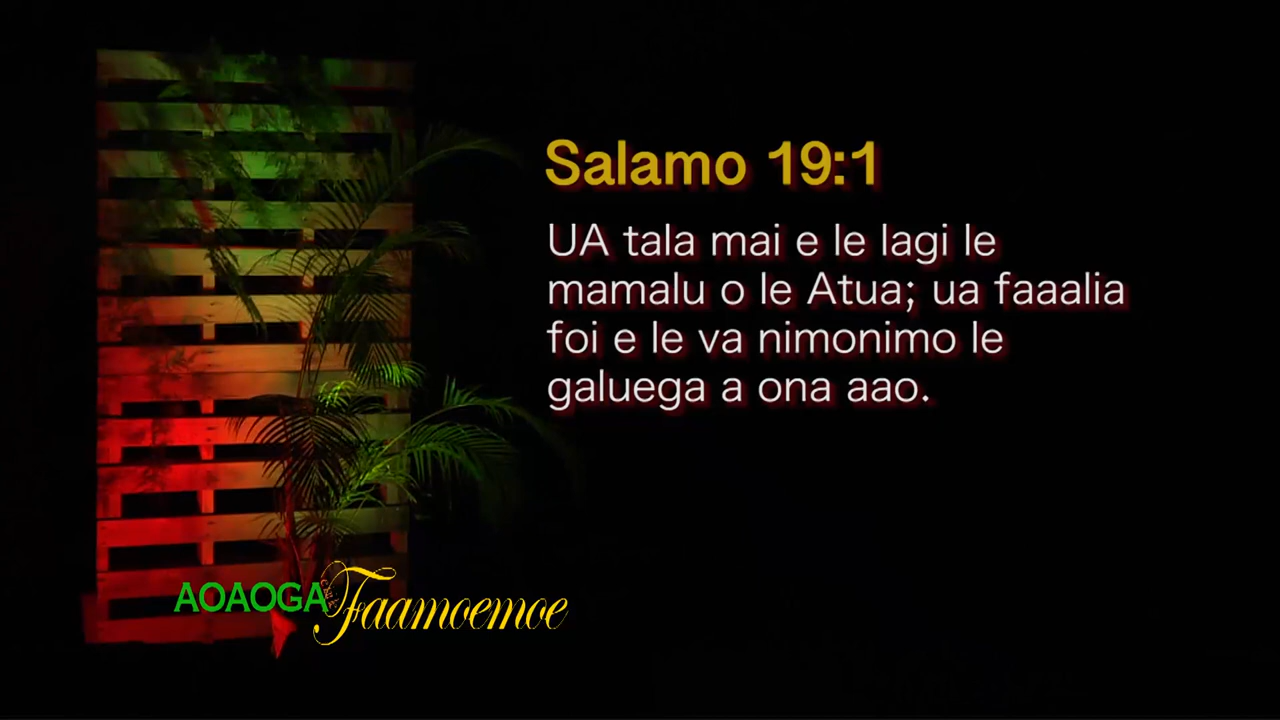 Salamo 19:1
UA tala mai e le lagi le
mamalu o le Atua; ua faaalia
foi e le va nimonimo le
galuega a ona aao.
AOAOGA Faamoemoe